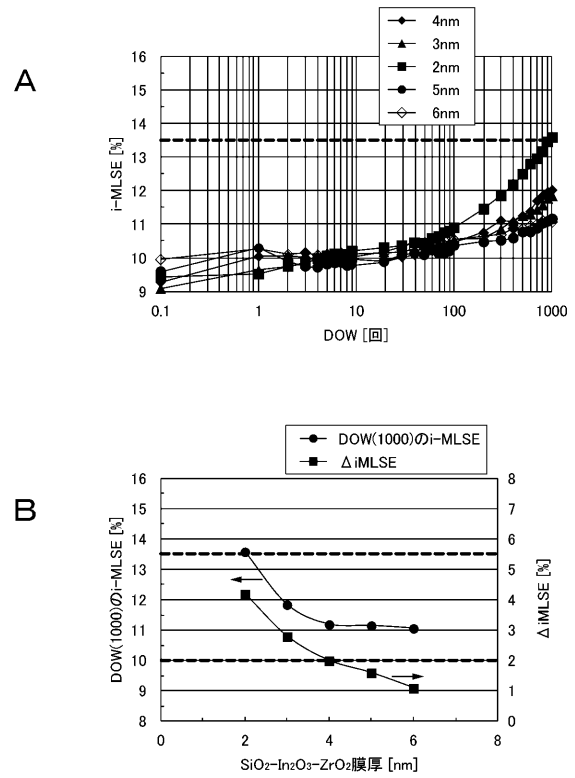 A
4nm
3nm
2nm
5nm
6nm
i-MLSE [%]
16
15
14
13
12
11
10
9
0.1
1
10
100
1000
DOW [回]
B
DOW(1000)のi-MLSE
ΔiMLSE
DOW(1000)のi-MLSE [%]
16
15
14
13
12
11
10
9
8
8
7
6
5
4
3
2
1
0
ΔiMLSE [%]
0
2
4
6
8
SiO₂-In₂O₃-ZrO₂膜厚 [nm]